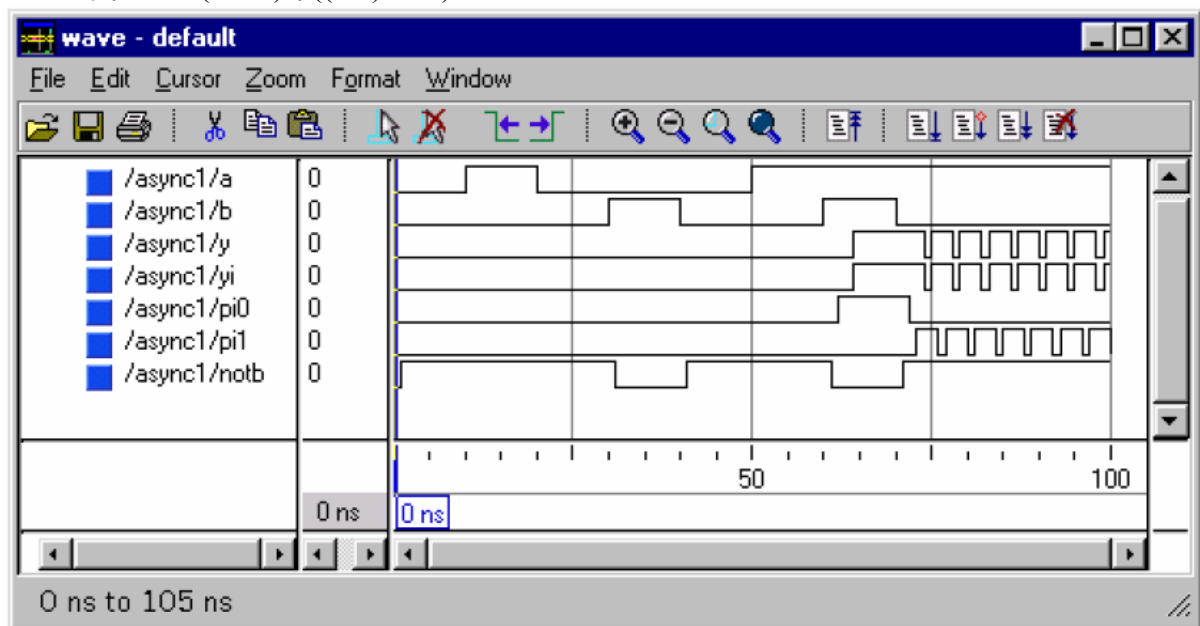 wave - default
File Edit Cursor Zoom Format Window
/async1/a 0
/async1/b 0
/async1/y 0
/async1/yi 0
/async1/pi0 0
/async1/pi1 0
/async1/notb 0
50 100
0 ns 0 ns
0 ns to 105 ns